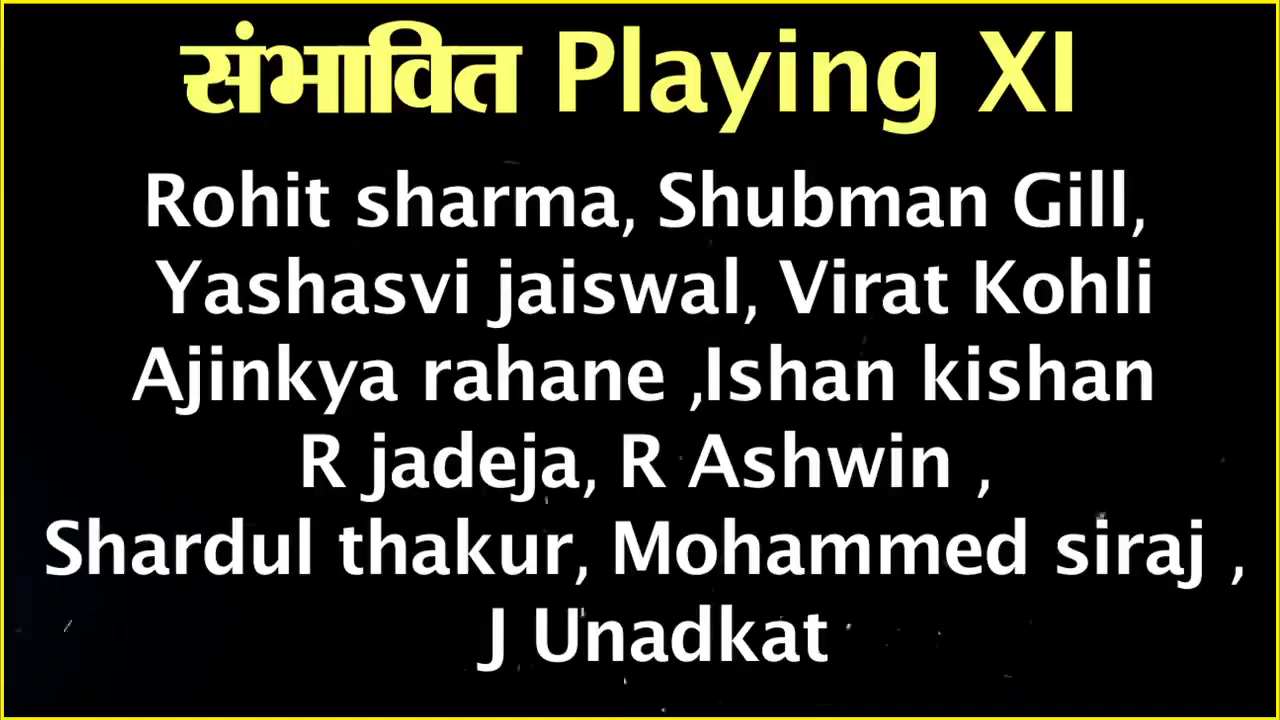 संभावित Playing XI
Rohit sharma, Shubman Gill,
Yashasvi jaiswal, Virat Kohli
Ajinkya rahane ,Ishan kishan
R jadeja, R Ashwin ,
Shardul thakur, Mohammed siraj ,
J Unadkat